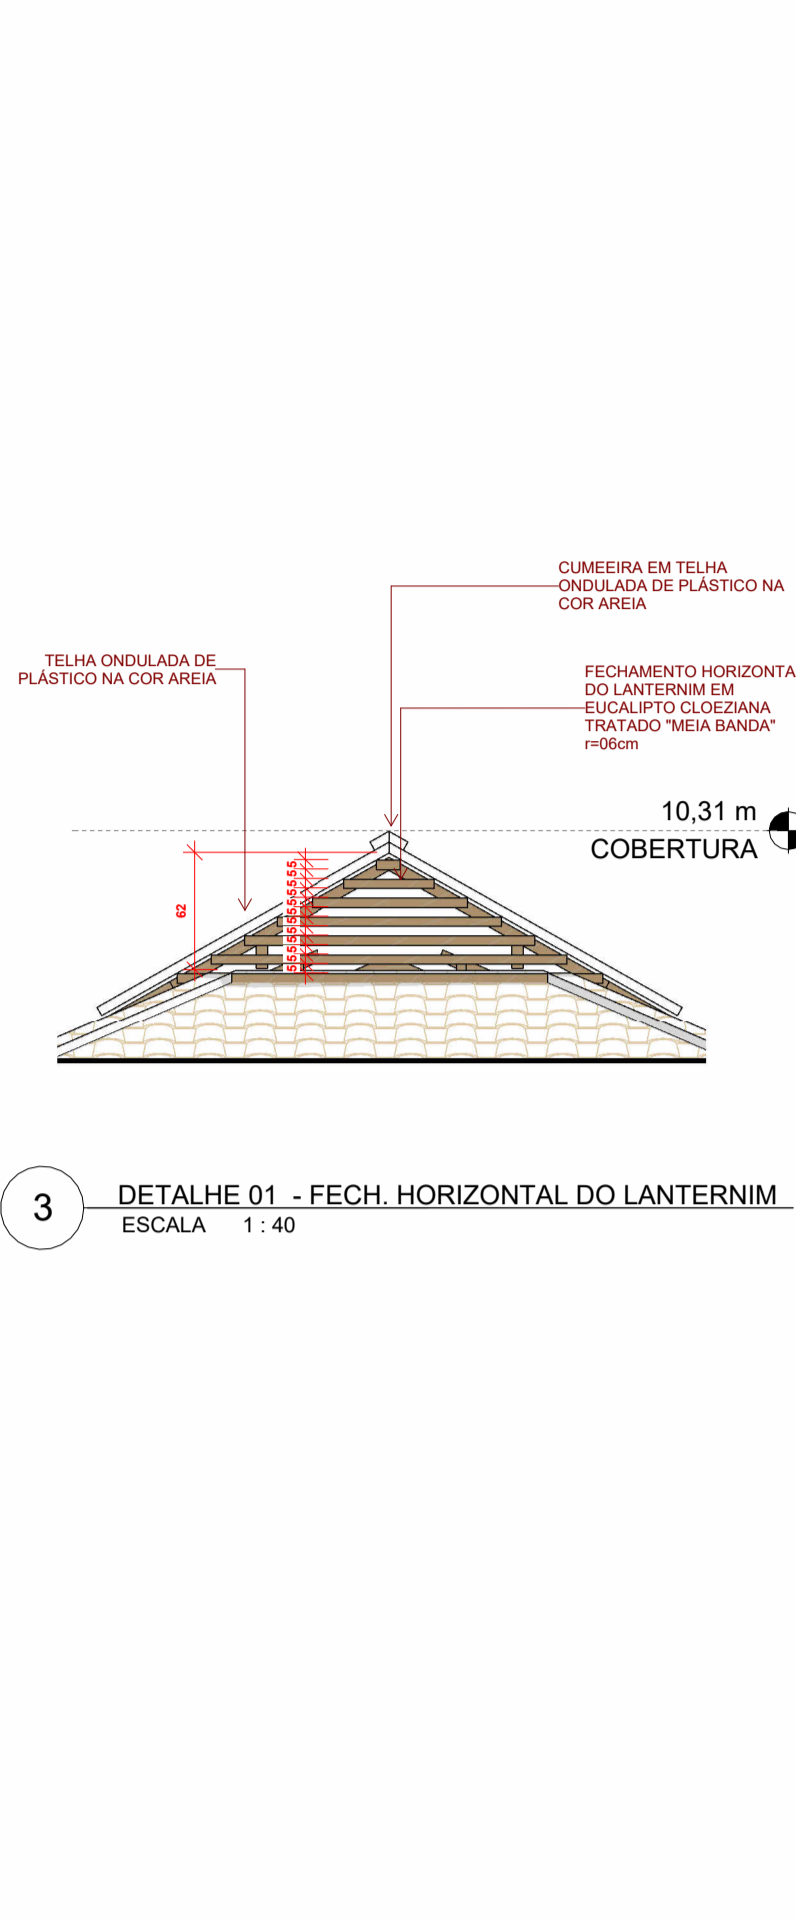 CUMEEIRA EM TELHA
ONDULADA DE PLÁSTICO NA
COR AREIA
TELHA ONDULADA DE
PLÁSTICO NA COR AREIA
FECHAMENTO HORIZONTA
DO LANTERNIM EM
EUCALIPTO CLOEZIANA
TRATADO "MEIA BANDA"
r=06cm
10,31 m
COBERTURA
62
3
DETALHE 01 - FECH. HORIZONTAL DO LANTERNIM
ESCALA 1 : 40